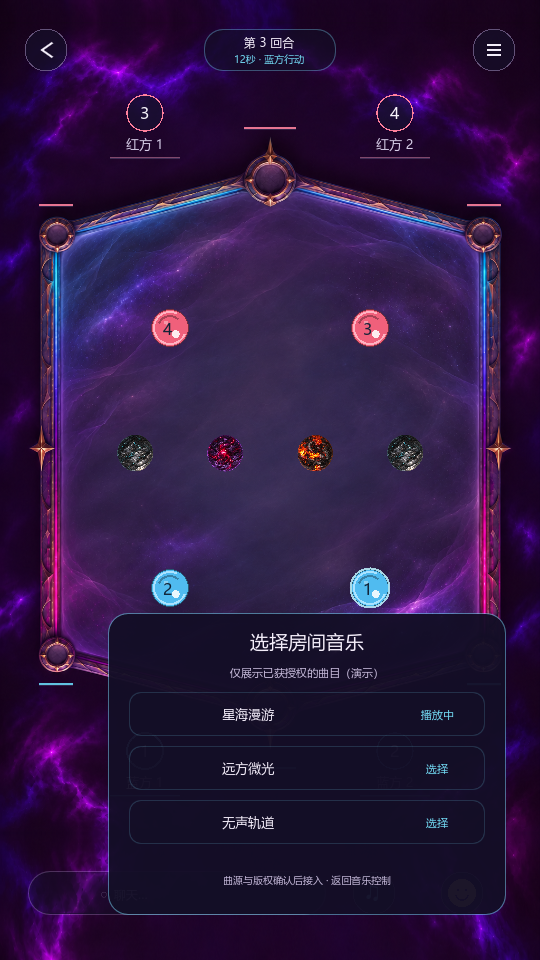 第 3 回合
12秒 · 蓝方行动
3
红方 1
4
红方 2
4
3
2
1
选择房间音乐
仅展示已获授权的曲目（演示）
星海漫游
播放中
远方微光
选择
无声轨道
选择
曲源与版权确认后接入 · 返回音乐控制